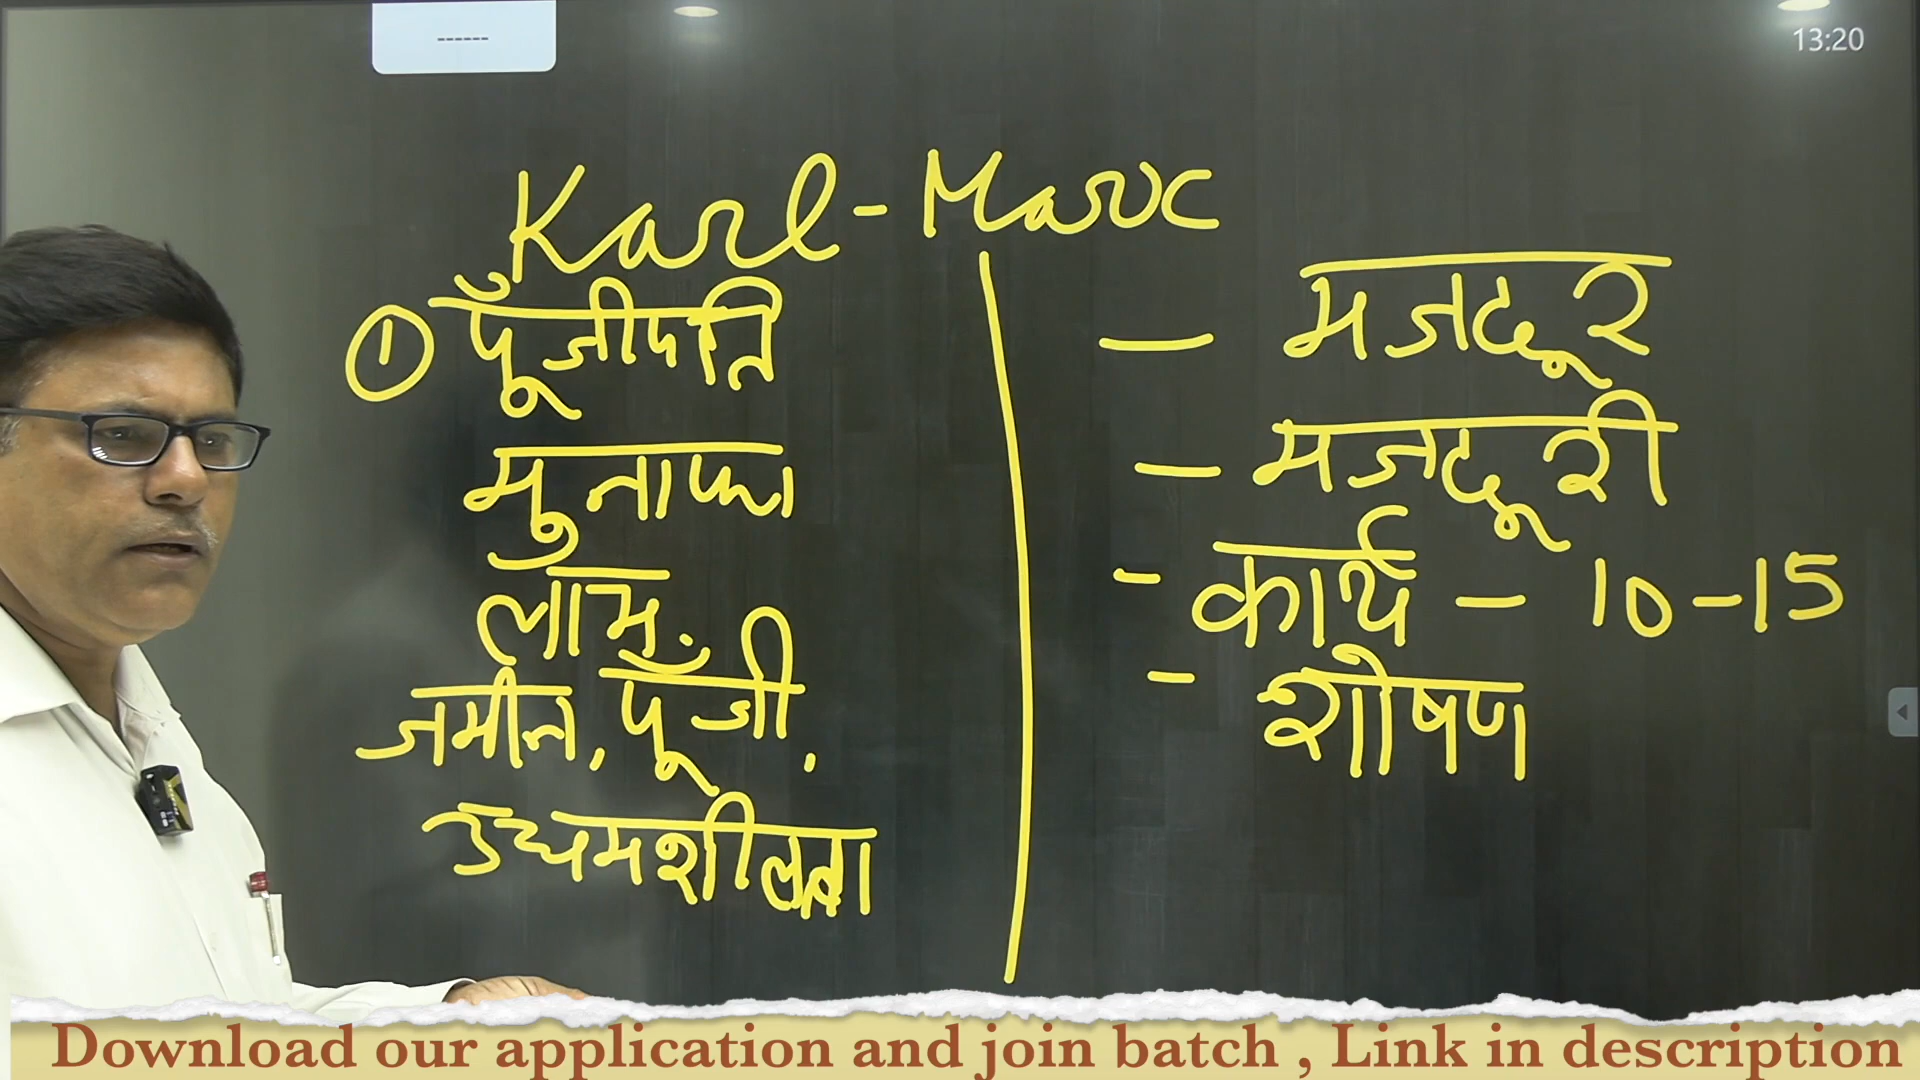 ------
13:20
Karl-Marx
① पूँजीपति
मुनाफा
लाभ.
जमीन, पूँजी,
उद्यमशीलता
— मजदूर
— मजदूरी
- कार्य — 10-15
- शोषण
Download our application and join batch , Link in description